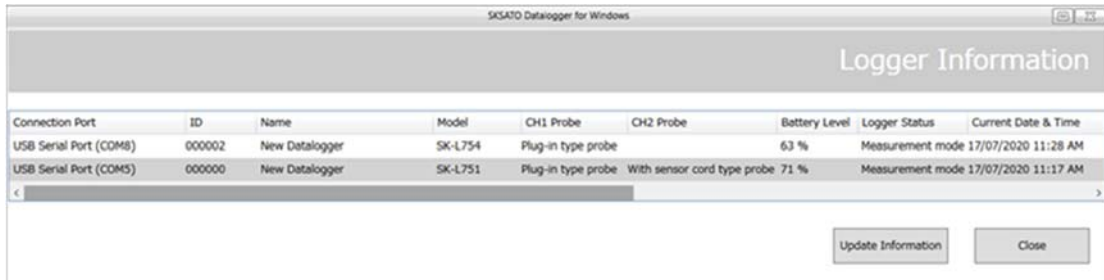 SKSATO Datalogger for Windows
Logger Information
Connection Port ID Name Model CH1 Probe CH2 Probe Battery Level Logger Status Current Date & Time
USB Serial Port (COM8) 000002 New Datalogger SK-L754 Plug-in type probe 63 % Measurement mode 17/07/2020 11:28 AM
USB Serial Port (COM5) 000000 New Datalogger SK-L751 Plug-in type probe With sensor cord type probe 71 % Measurement mode 17/07/2020 11:17 AM
Update Information Close